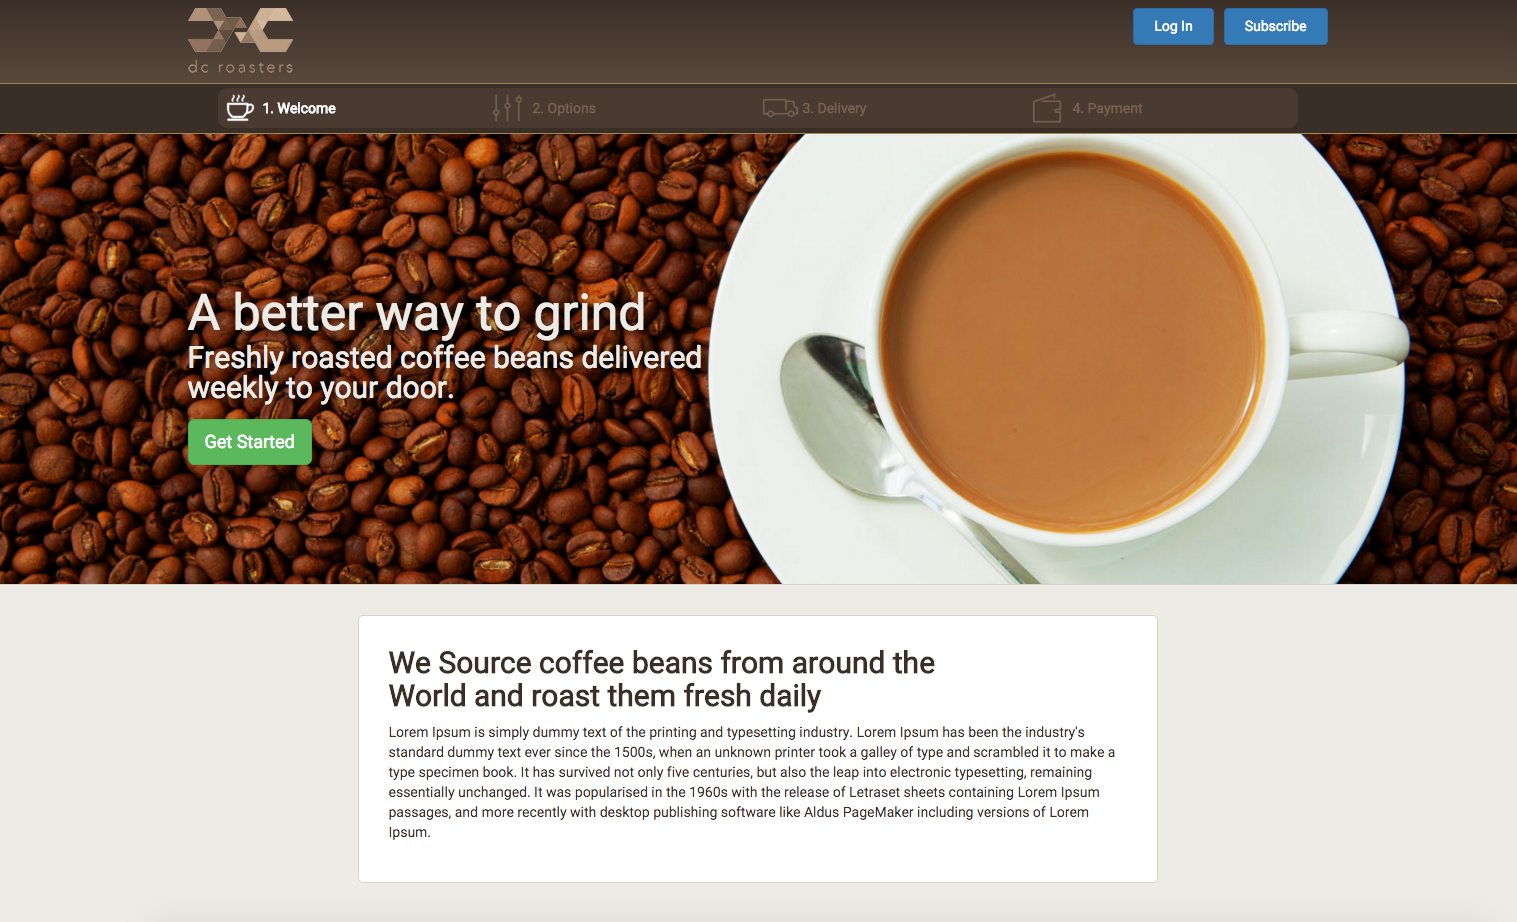 dc roasters
Log In
Subscribe
1. Welcome
2. Options
3. Delivery
4. Payment
A better way to grind
Freshly roasted coffee beans delivered
weekly to your door.
Get Started
We Source coffee beans from around the
World and roast them fresh daily
Lorem Ipsum is simply dummy text of the printing and typesetting industry. Lorem Ipsum has been the industry's
standard dummy text ever since the 1500s, when an unknown printer took a galley of type and scrambled it to make a
type specimen book. It has survived not only five centuries, but also the leap into electronic typesetting, remaining
essentially unchanged. It was popularised in the 1960s with the release of Letraset sheets containing Lorem Ipsum
passages, and more recently with desktop publishing software like Aldus PageMaker including versions of Lorem
Ipsum.